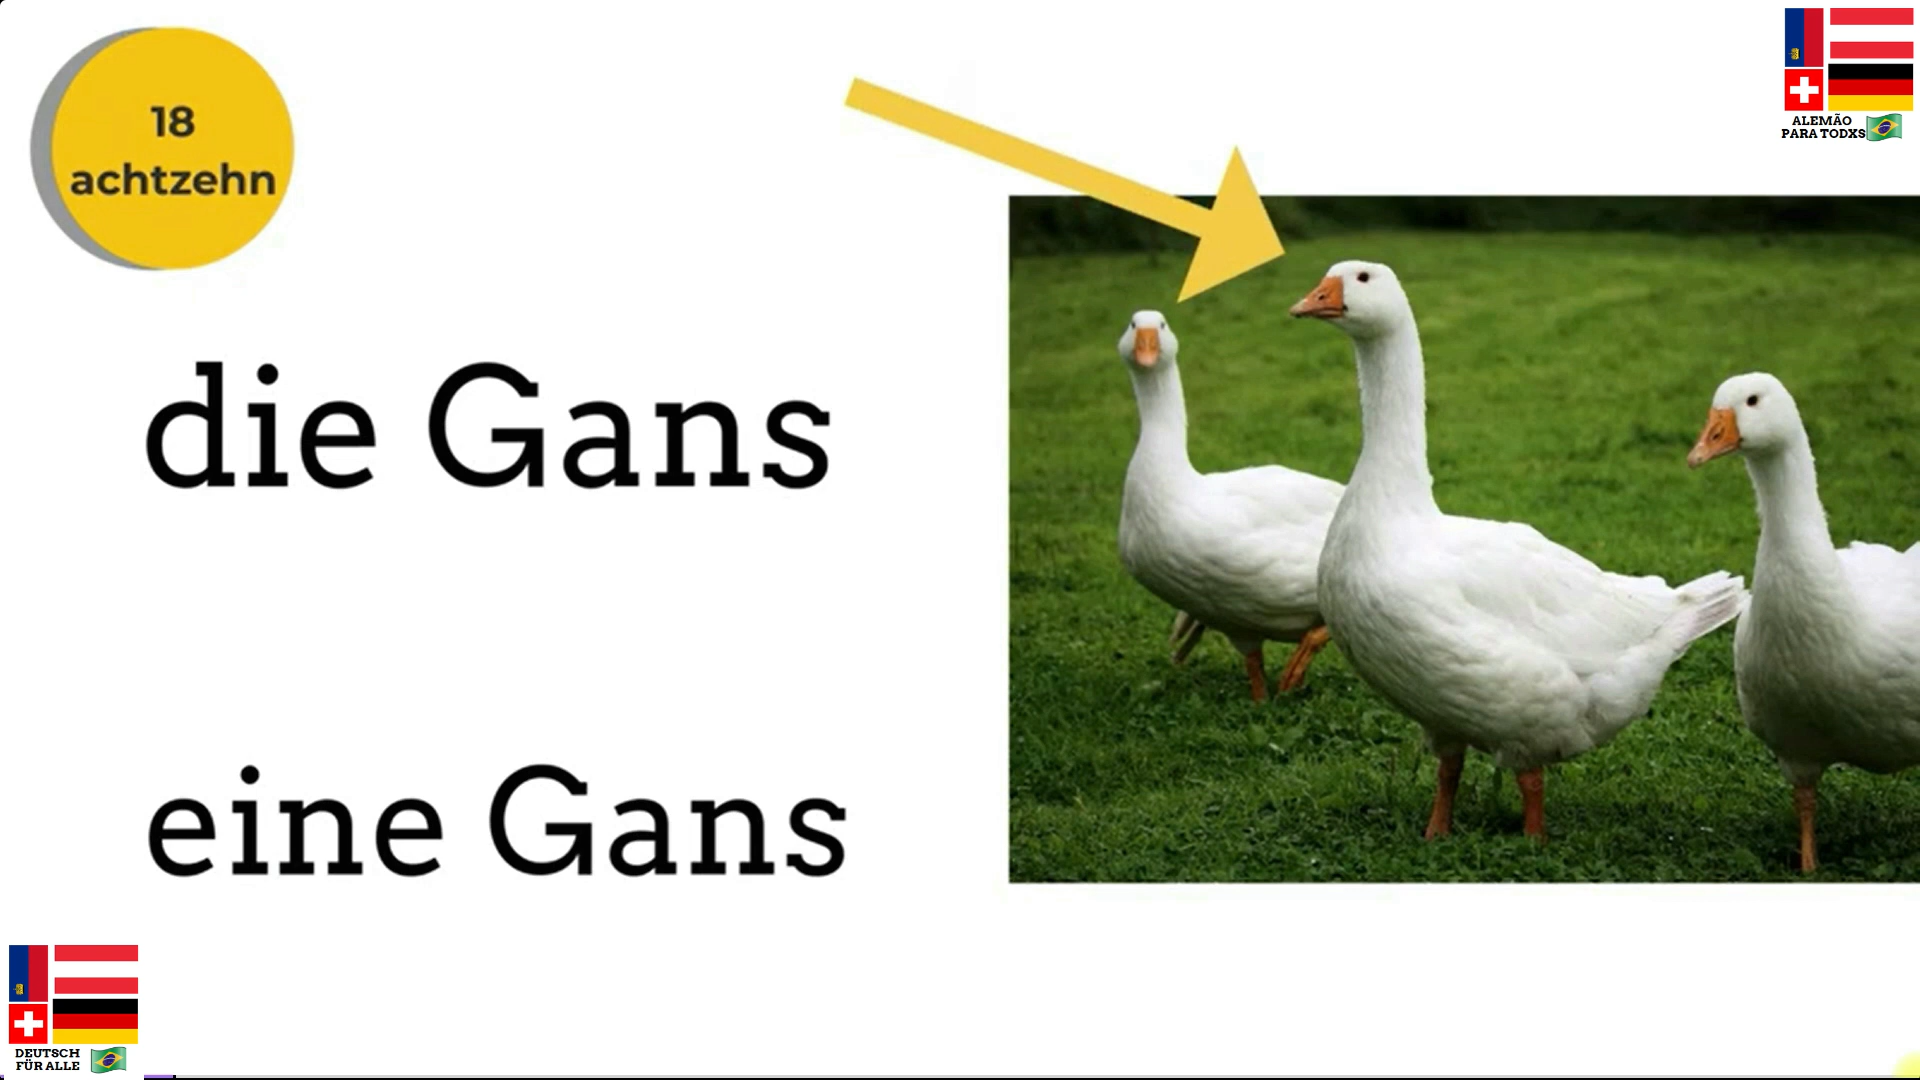 18
achtzehn
ALEMÃO
PARA TODXS
die Gans
eine Gans
DEUTSCH
FÜR ALLE